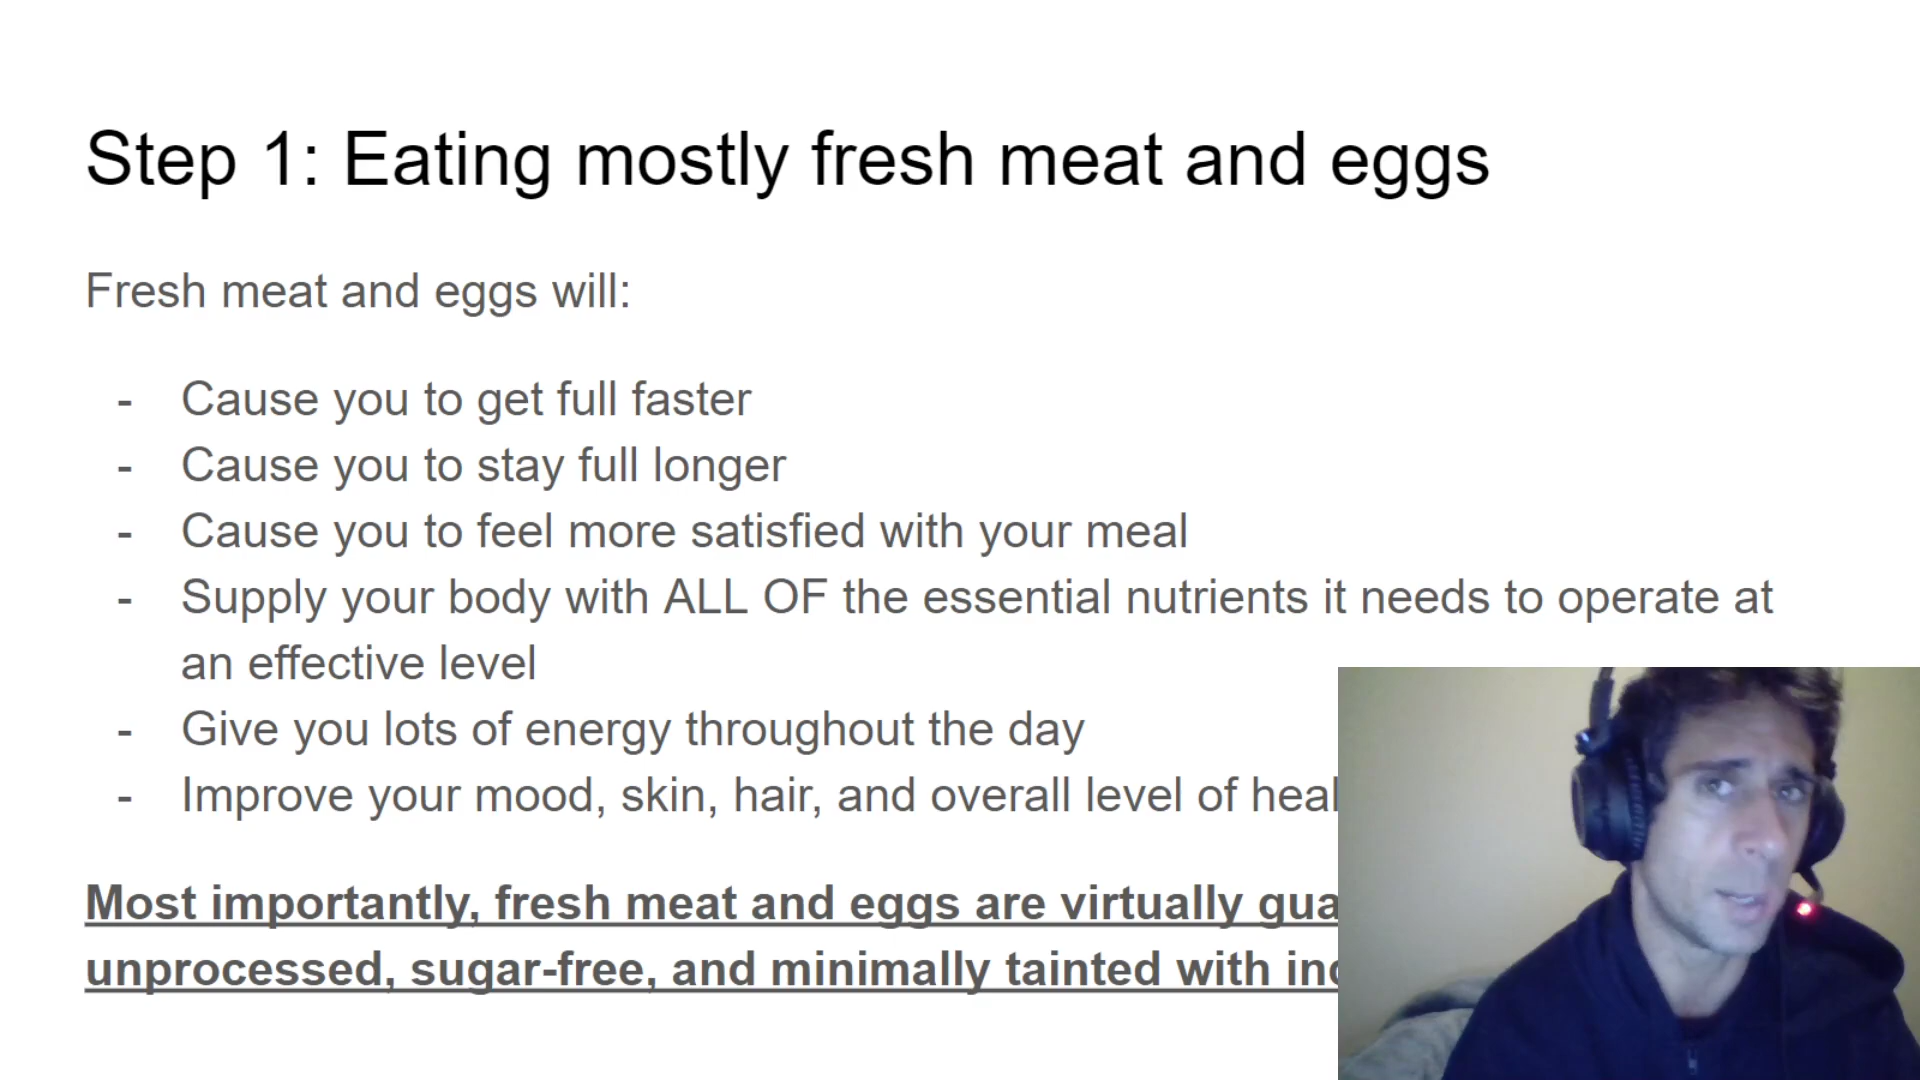 Step 1: Eating mostly fresh meat and eggs
Fresh meat and eggs will:
- Cause you to get full faster
- Cause you to stay full longer
- Cause you to feel more satisfied with your meal
- Supply your body with ALL OF the essential nutrients it needs to operate at
an effective level
- Give you lots of energy throughout the day
- Improve your mood, skin, hair, and overall level of
Most importantly, fresh meat and eggs are virtually
unprocessed, sugar-free, and minimally tainted with